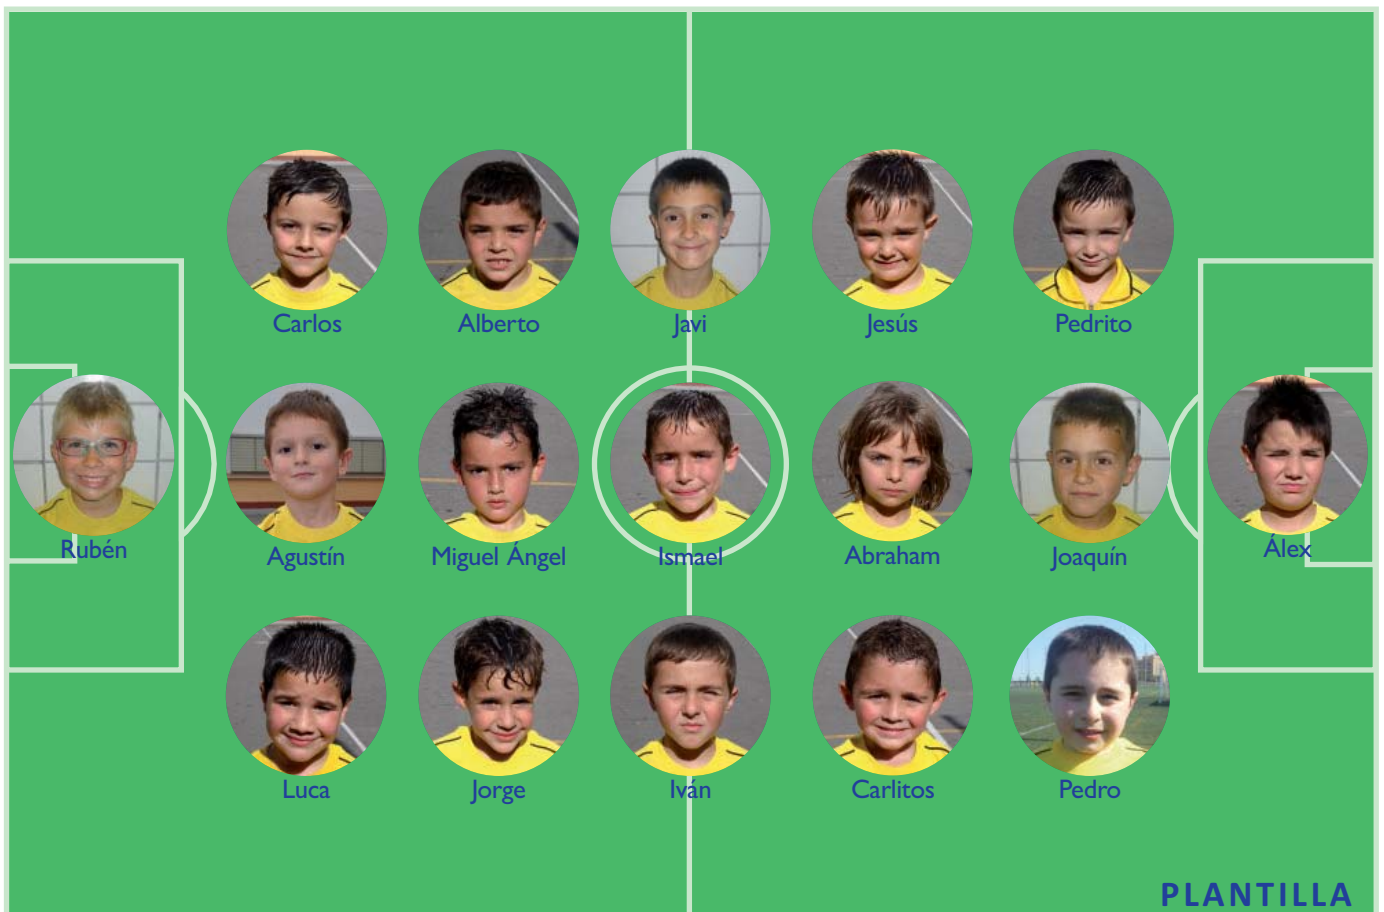 Carlos
Alberto
Javi
Jesús
Pedrito
Rubén
Agustín
Miguel Ángel
Ismael
Abraham
Joaquín
Álex
Luca
Jorge
Iván
Carlitos
Pedro
PLANTILLA